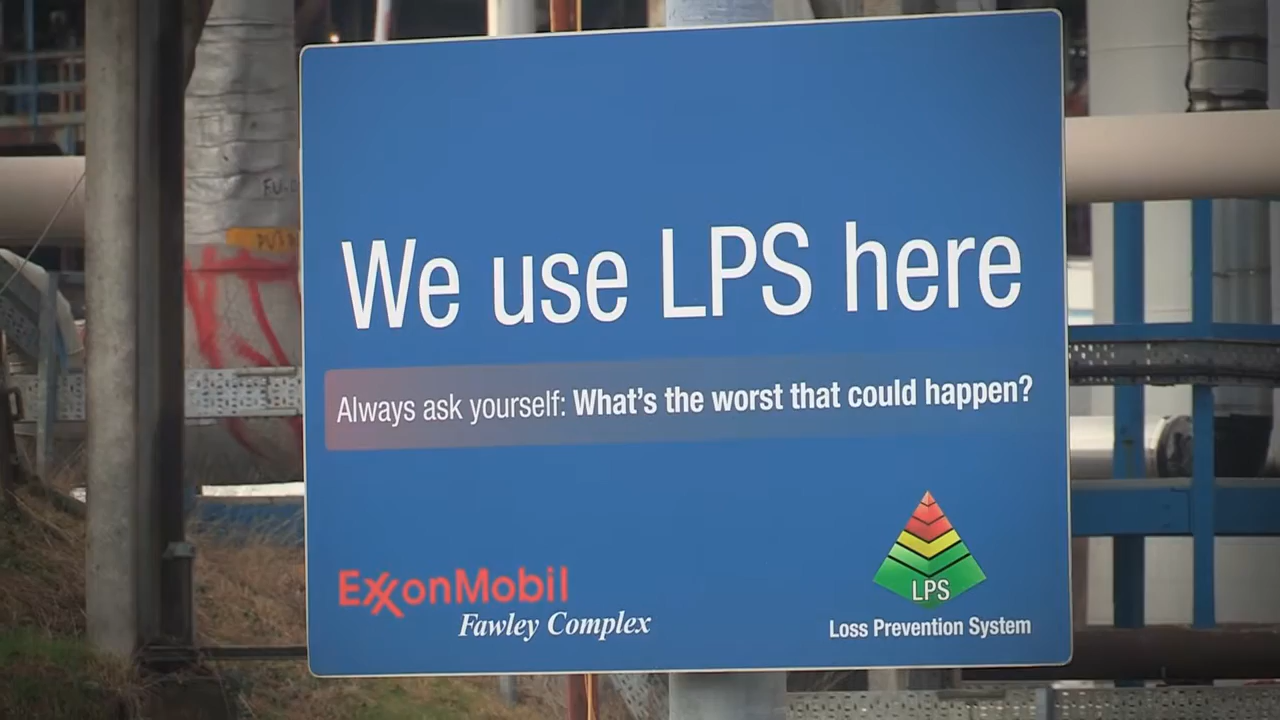 We use LPS here
Always ask yourself: What's the worst that could happen?
ExxonMobil
Fawley Complex
LPS
Loss Prevention System